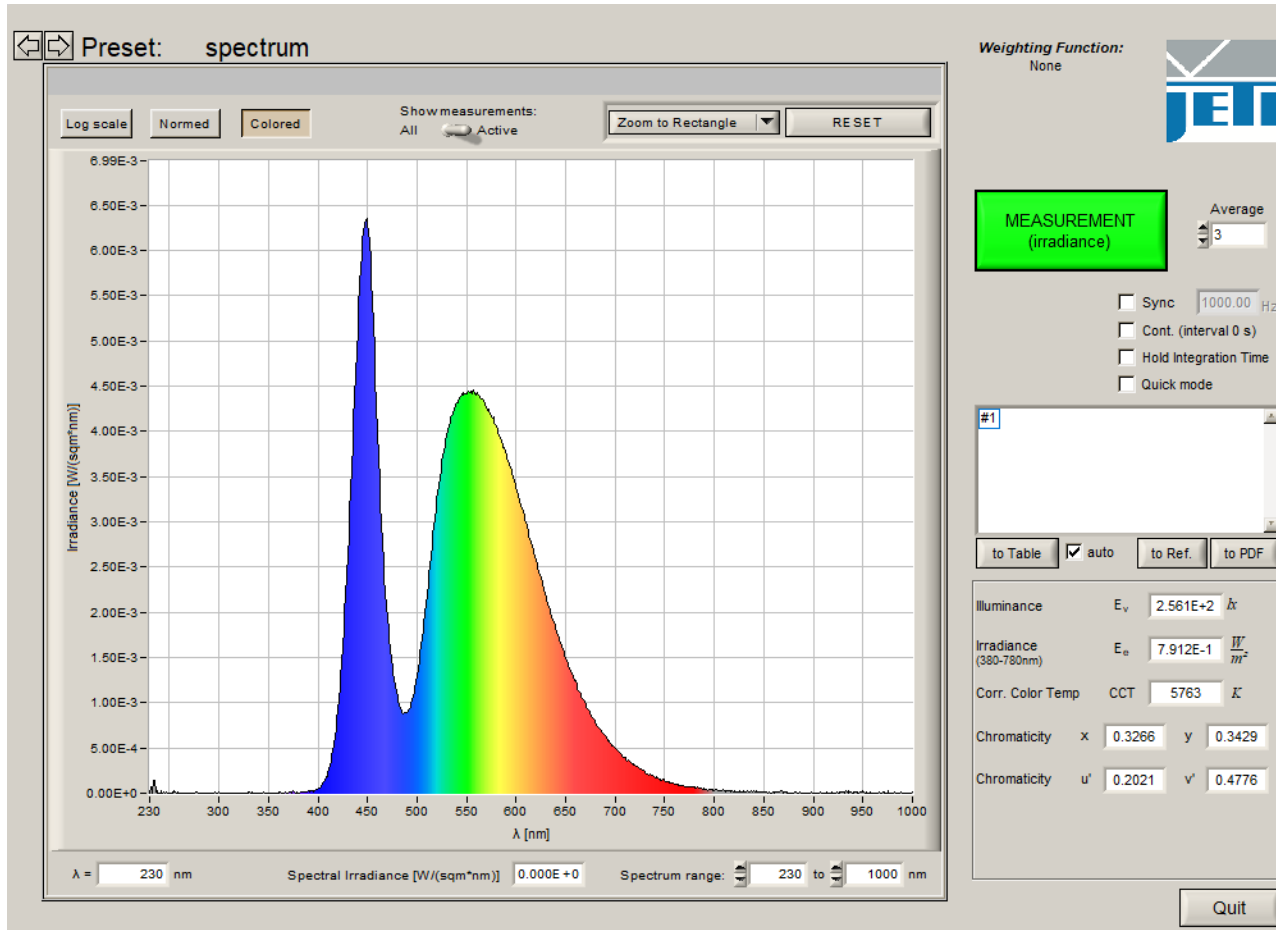 Preset: spectrum
Weighting Function:
None
JETI
Log scale
Normed
Colored
Show measurements:
All Active
Zoom to Rectangle
RESET
6.99E-3
6.50E-3
6.00E-3
5.50E-3
5.00E-3
4.50E-3
4.00E-3
3.50E-3
3.00E-3
2.50E-3
2.00E-3
1.50E-3
1.00E-3
5.00E-4
0.00E+0
Irradiance [W/(sqm*nm)]
230 300 350 400 450 500 550 600 650 700 750 800 850 900 950 1000
λ [nm]
λ = 230 nm
Spectral Irradiance [W/(sqm*nm)] 0.000E+0
Spectrum range: 230 to 1000 nm
MEASUREMENT
(irradiance)
Average
3
Sync 1000.00 Hz
Cont. (interval 0 s)
Hold Integration Time
Quick mode
#1
to Table
auto
to Ref.
to PDF
Illuminance Ev 2.561E+2 lx
Irradiance
(380-780nm)
Ee 7.912E-1 W/m²
Corr. Color Temp CCT 5763 K
Chromaticity x 0.3266 y 0.3429
Chromaticity u' 0.2021 v' 0.4776
Quit